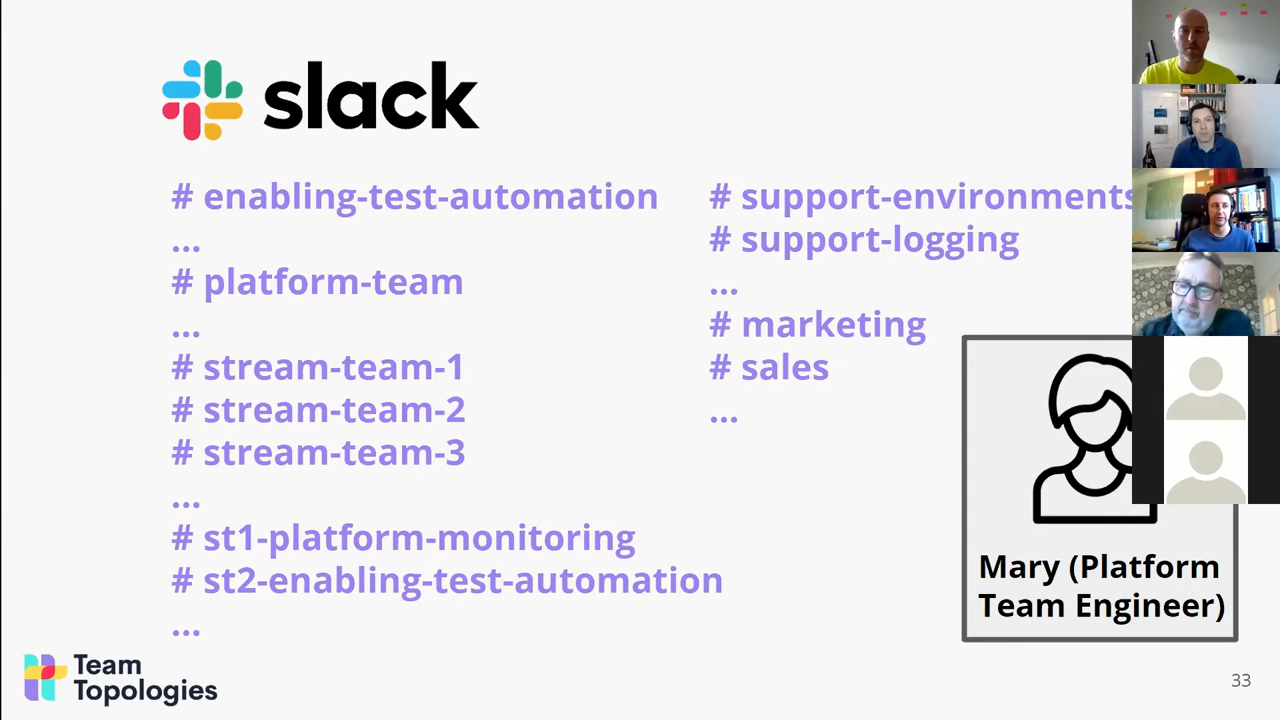 slack
# enabling-test-automation
...
# platform-team
...
# stream-team-1
# stream-team-2
# stream-team-3
...
# st1-platform-monitoring
# st2-enabling-test-automation
...
# support-environments
# support-logging
...
# marketing
# sales
...
Mary (Platform
Team Engineer)
Team
Topologies
33